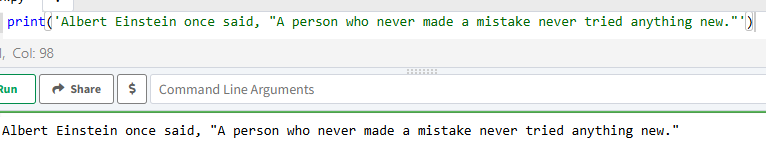 print('Albert Einstein once said, "A person who never made a mistake never tried anything new."')
, Col: 98
Run Share $ Command Line Arguments
Albert Einstein once said, "A person who never made a mistake never tried anything new."